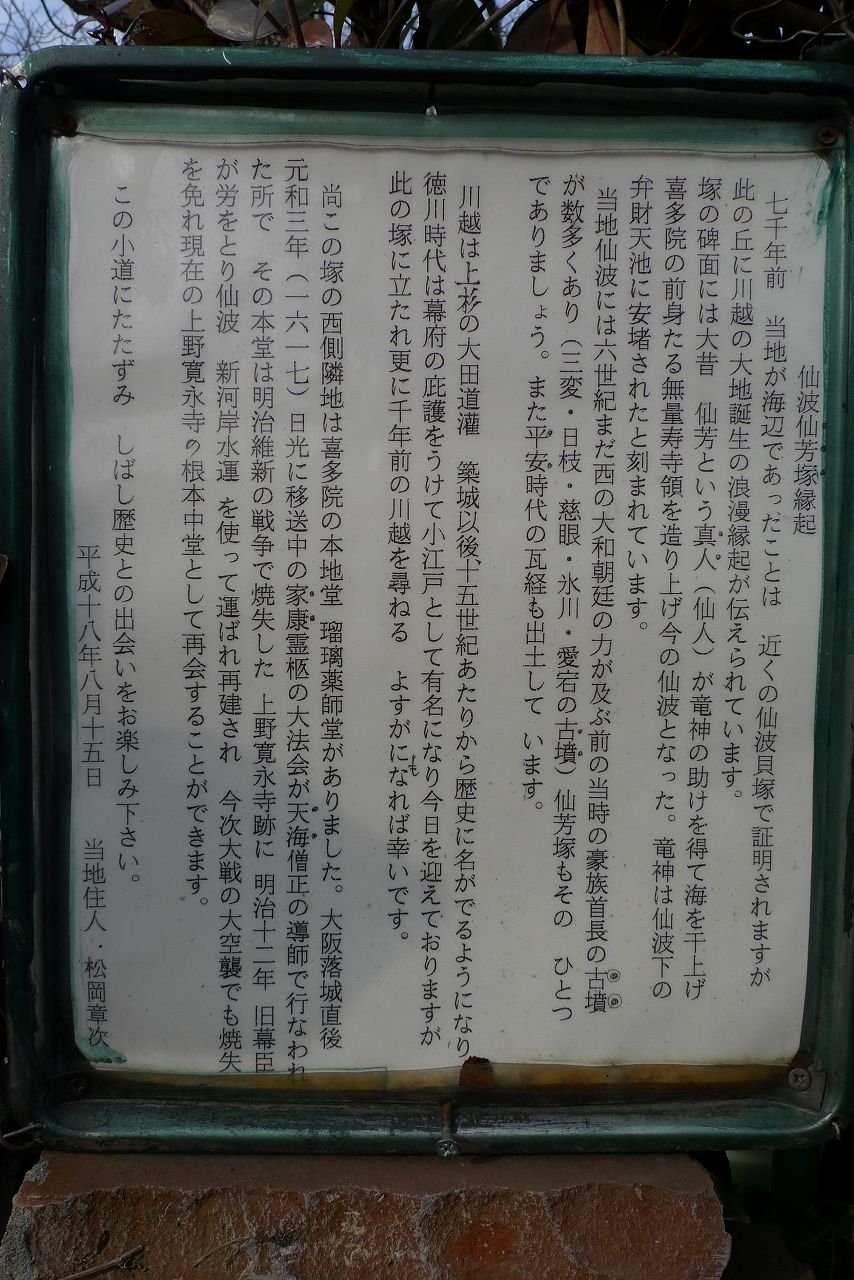 仙波仙芳塚縁起
七千年前　当地が海辺であったことは　近くの仙波貝塚で証明されますが
此の丘に川越の大地誕生の浪漫縁起が伝えられています。
塚の碑面には大昔　仙芳という真人（仙人）が竜神の助けを得て海を干上げ
喜多院の前身たる無量寿寺領を造り上げ今の仙波となった。竜神は仙波下の
弁財天池に安堵されたと刻まれています。
当地仙波には六世紀まだ西の大和朝廷の力が及ぶ前の当時の豪族首長の古墳
が数多くあり（三変・日枝・慈眼・氷川・愛宕の古墳）仙芳塚もその　ひとつ
でありましょう。また平安時代の瓦経も出土して います。
川越は上杉の大田道灌　築城以後、十五世紀あたりから歴史に名がでるようになり
徳川時代は幕府の庇護をうけて小江戸として有名になり今日を迎えておりますが
此の塚に立たれ更に千年前の川越を尋ねる　よすがにもなれば幸いです。
尚この塚の西側隣地は喜多院の本地堂　瑠璃薬師堂がありました。大阪落城直後
元和三年（一六一七）日光に移送中の家康霊柩の大法会が天海僧正の導師で行なわれ
た所で　その本堂は明治維新の戦争で焼失した 上野寛永寺跡に 明治十二年 旧幕臣
が労をとり仙波　新河岸水運 を使って運ばれ再建され　今次大戦の大空襲でも焼失
を免れ現在の上野寛永寺の根本中堂として再会することができます。
この小道にたたずみ　しばし歴史との出会いをお楽しみ下さい。
平成十八年八月十五日　　当地住人・松岡章次